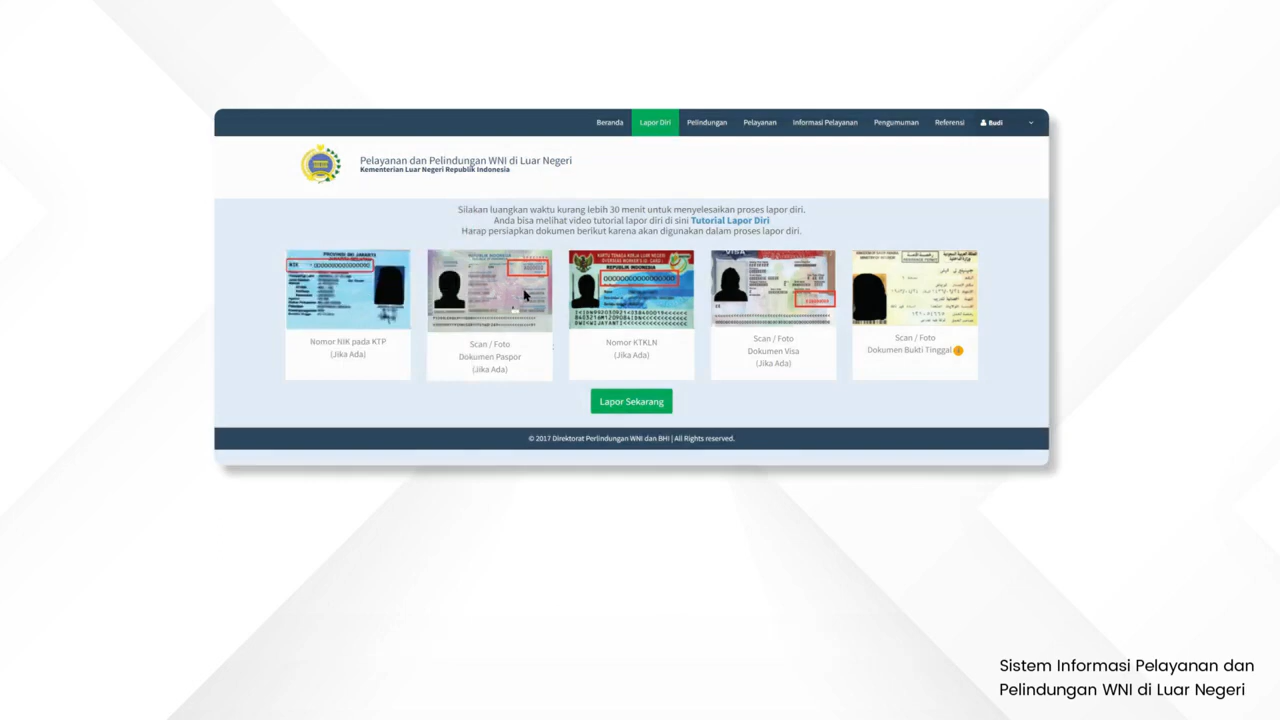 Beranda
Lapor Diri
Pelindungan
Pelayanan
Informasi Pelayanan
Pengumuman
Referensi
Budi
Pelayanan dan Pelindungan WNI di Luar Negeri
Kementerian Luar Negeri Republik Indonesia
Silakan luangkan waktu kurang lebih 30 menit untuk menyelesaikan proses lapor diri.
Anda bisa melihat video tutorial lapor diri di sini Tutorial Lapor Diri
Harap persiapkan dokumen berikut karena akan digunakan dalam proses lapor diri.
NIK
REPUBLIK INDONESIA
VISA
Nomor NIK pada KTP
(Jika Ada)
Scan / Foto
Dokumen Paspor
(Jika Ada)
Nomor KTKLN
(Jika Ada)
Scan / Foto
Dokumen Visa
(Jika Ada)
Scan / Foto
Dokumen Bukti Tinggal
Lapor Sekarang
© 2017 Direktorat Perlindungan WNI dan BHI | All Rights reserved.
Sistem Informasi Pelayanan dan
Pelindungan WNI di Luar Negeri